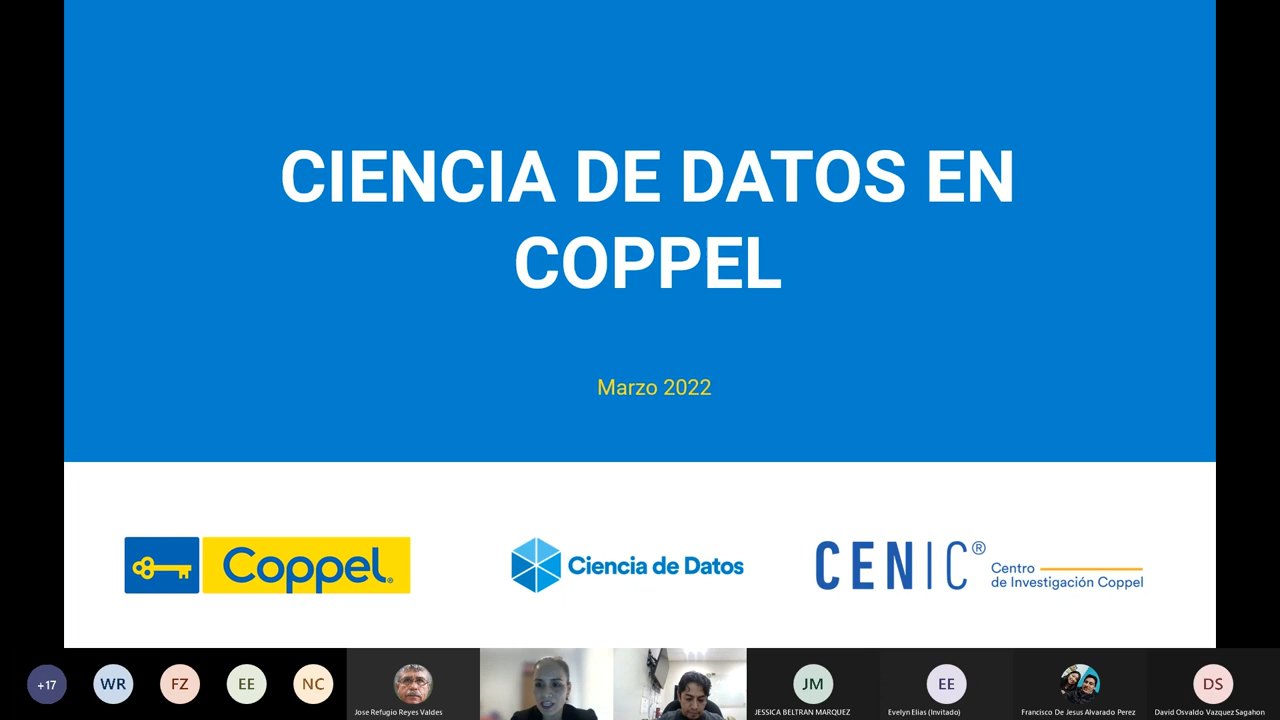 CIENCIA DE DATOS EN
COPPEL
Marzo 2022
Coppel®
Ciencia de Datos
CENIC®
Centro
de Investigación Coppel
+17
WR
FZ
EE
NC
Jose Refugio Reyes Valdes
JM
JESSICA BELTRAN MARQUEZ
EE
Evelyn Elias (Invitado)
Francisco De Jesus Alvarado Perez
DS
David Osvaldo Vazquez Sagahon